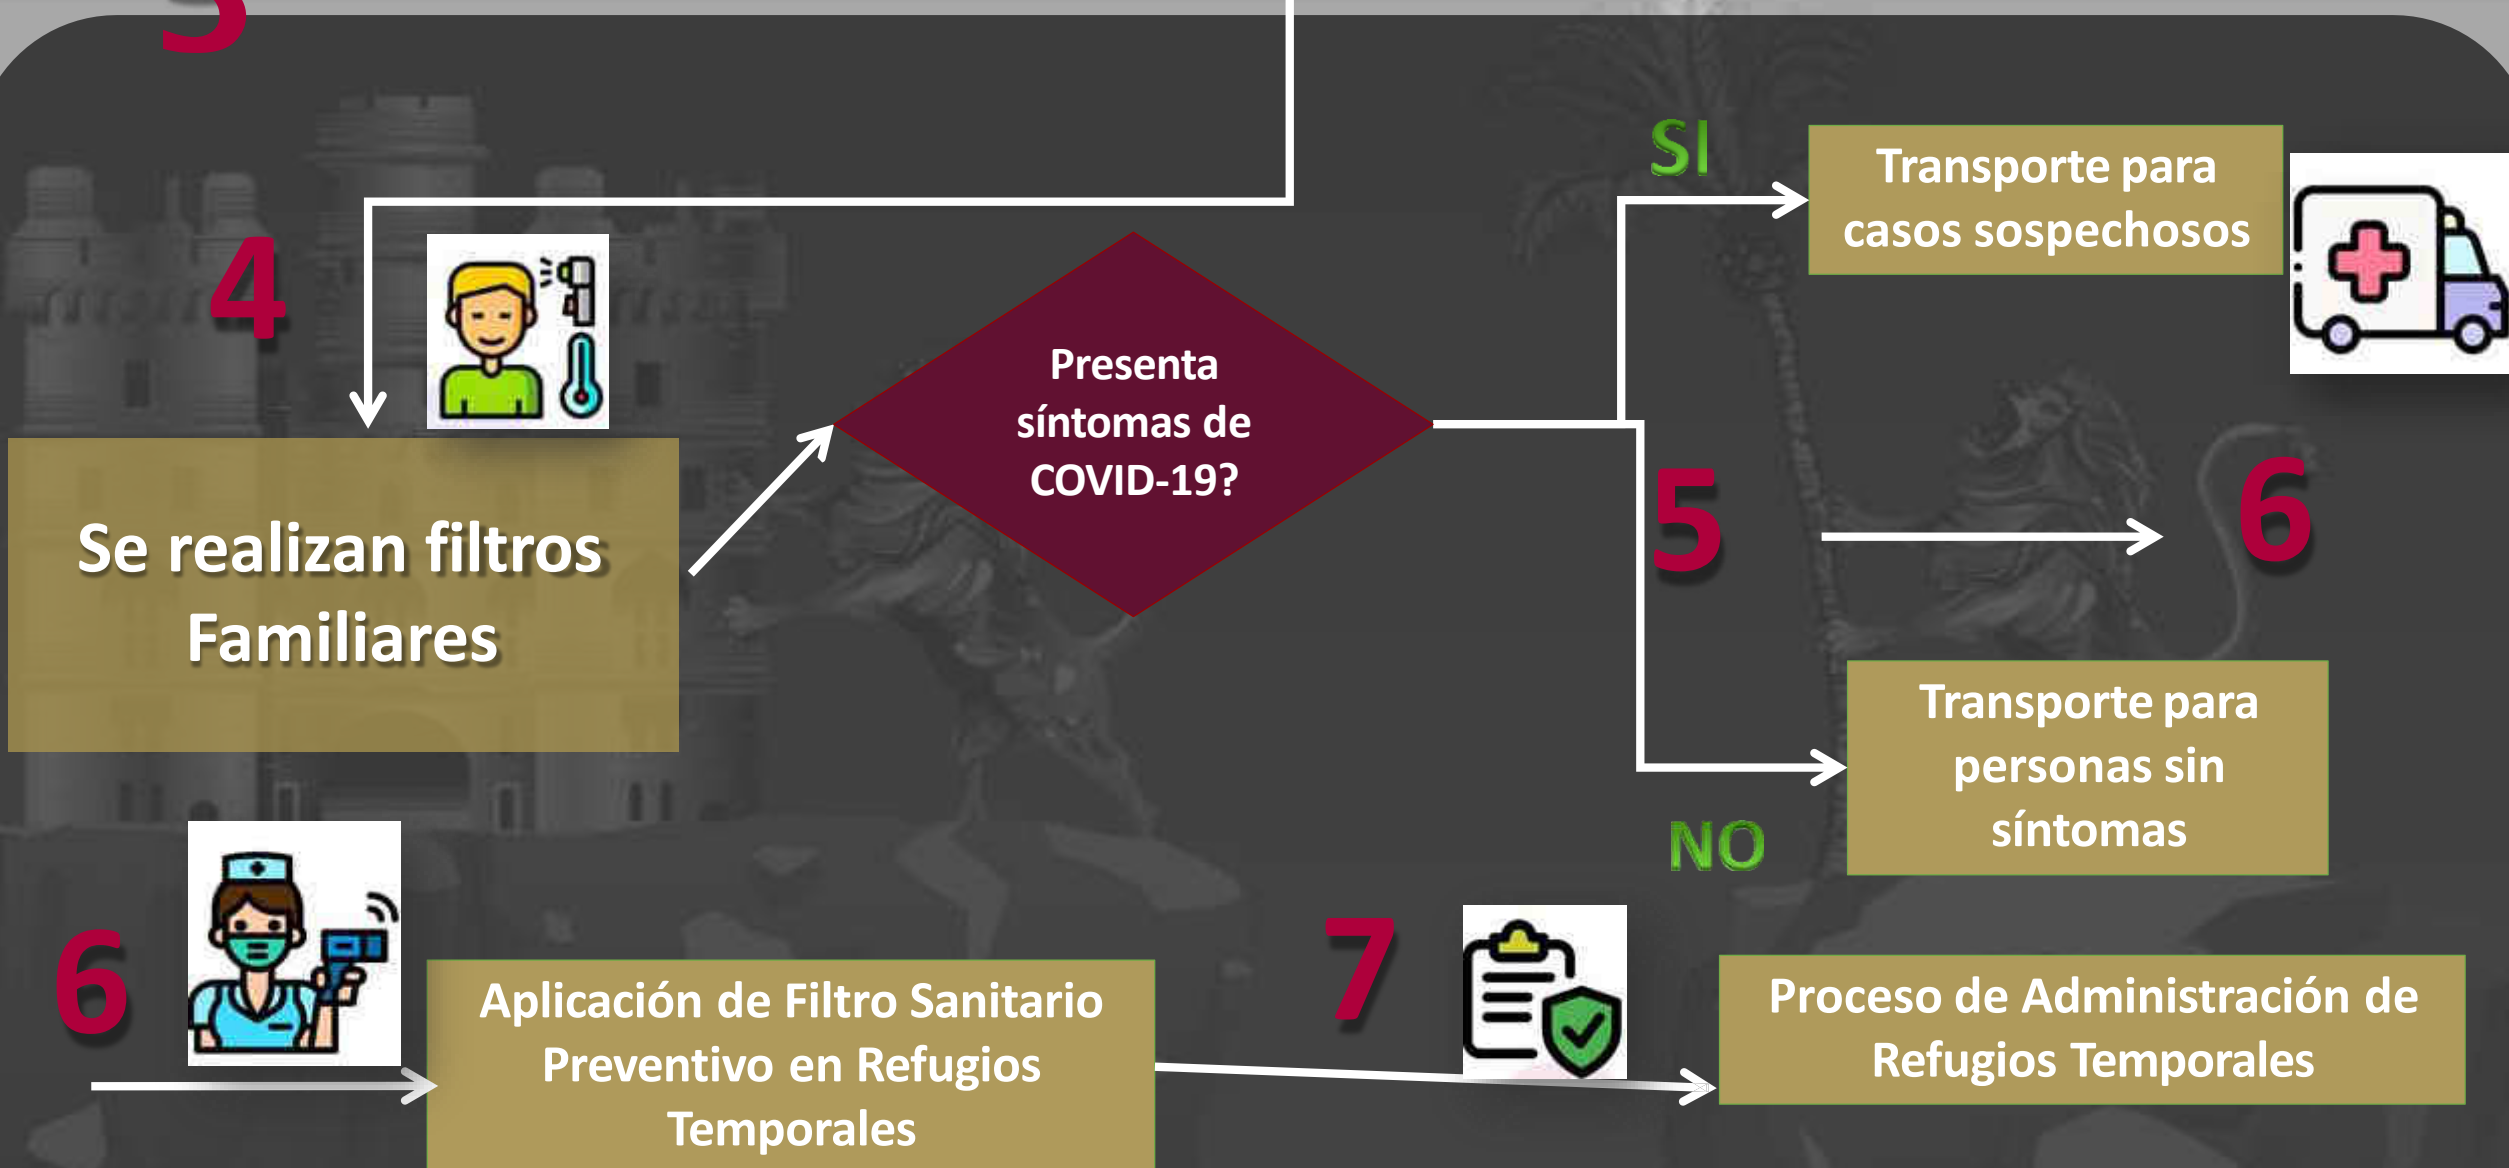 4
Se realizan filtros
Familiares
Presenta
síntomas de
COVID-19?
SI
Transporte para
casos sospechosos
5
6
NO
Transporte para
personas sin
síntomas
6
Aplicación de Filtro Sanitario
Preventivo en Refugios
Temporales
7
Proceso de Administración de
Refugios Temporales